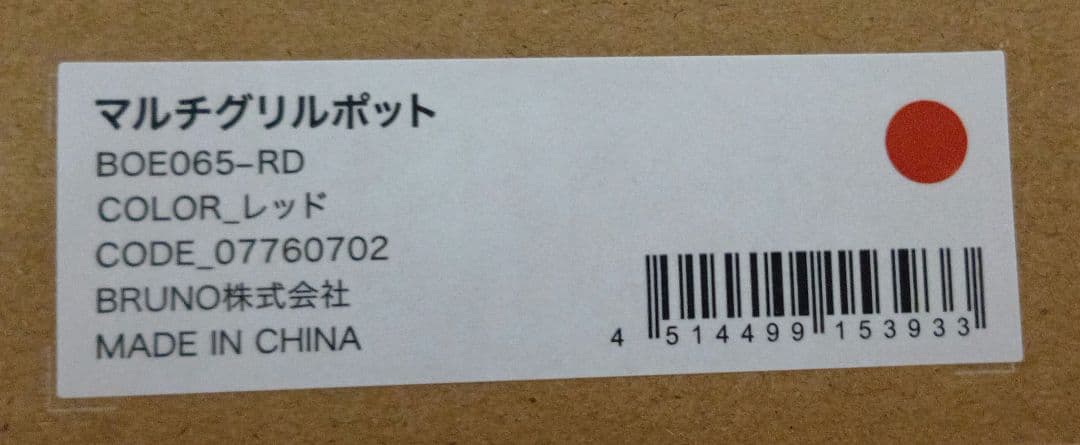 マルチグリルポット
BOE065-RD
COLOR_レッド
CODE_07760702
BRUNO株式会社
MADE IN CHINA
4 514499 153933